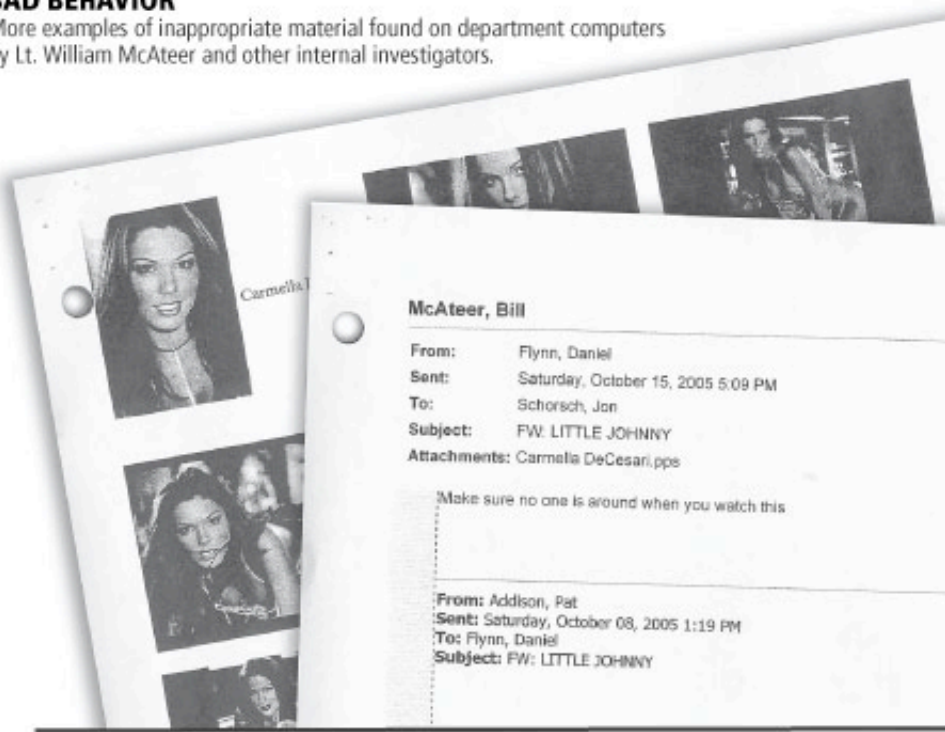 BAD BEHAVIOR
More examples of inappropriate material found on department computers
by Lt. William McAteer and other internal investigators.
Carmella
McAteer, Bill
From: Flynn, Daniel
Sent: Saturday, October 15, 2005 5:09 PM
To: Schorsch, Jon
Subject: FW: LITTLE JOHNNY
Attachments: Carmella DeCesari.pps
Make sure no one is around when you watch this
From: Addison, Pat
Sent: Saturday, October 08, 2005 1:19 PM
To: Flynn, Daniel
Subject: FW: LITTLE JOHNNY